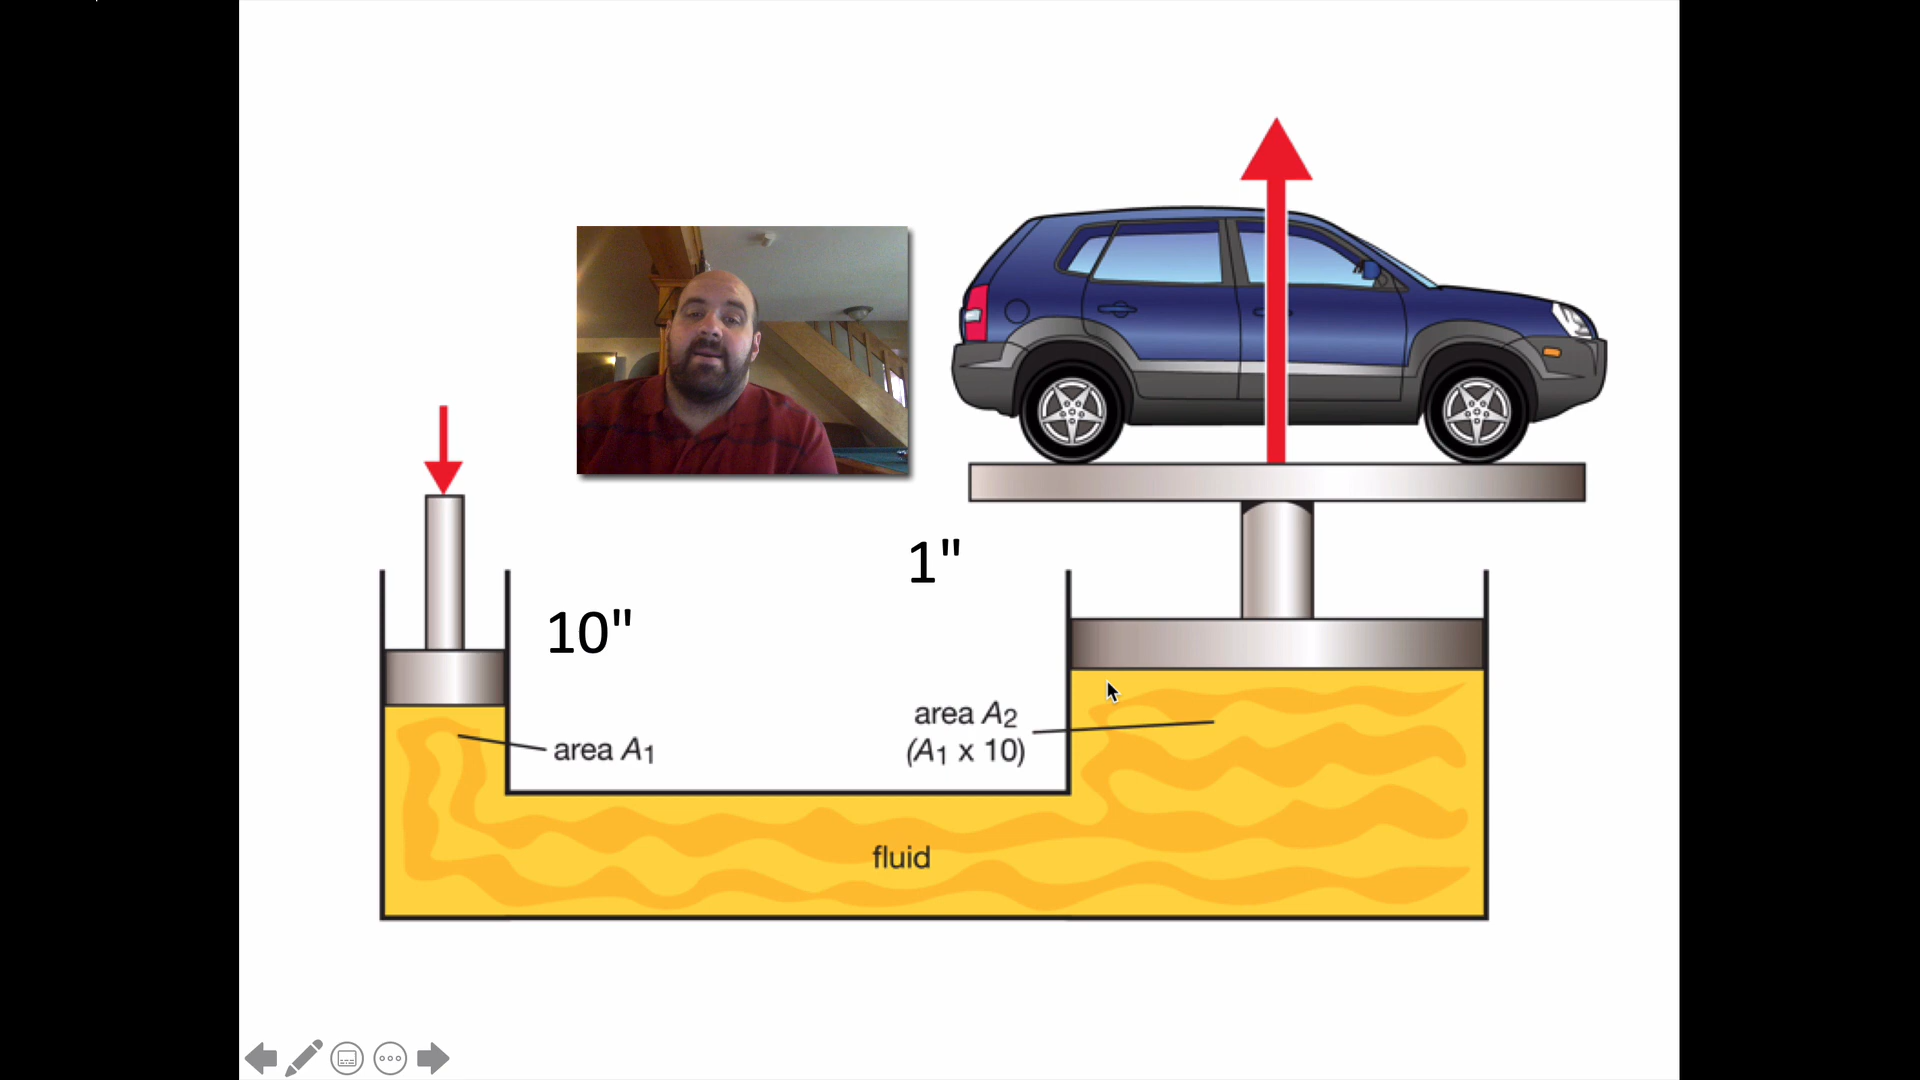 1"
10"
area A₁
area A₂
(A₁ x 10)
fluid